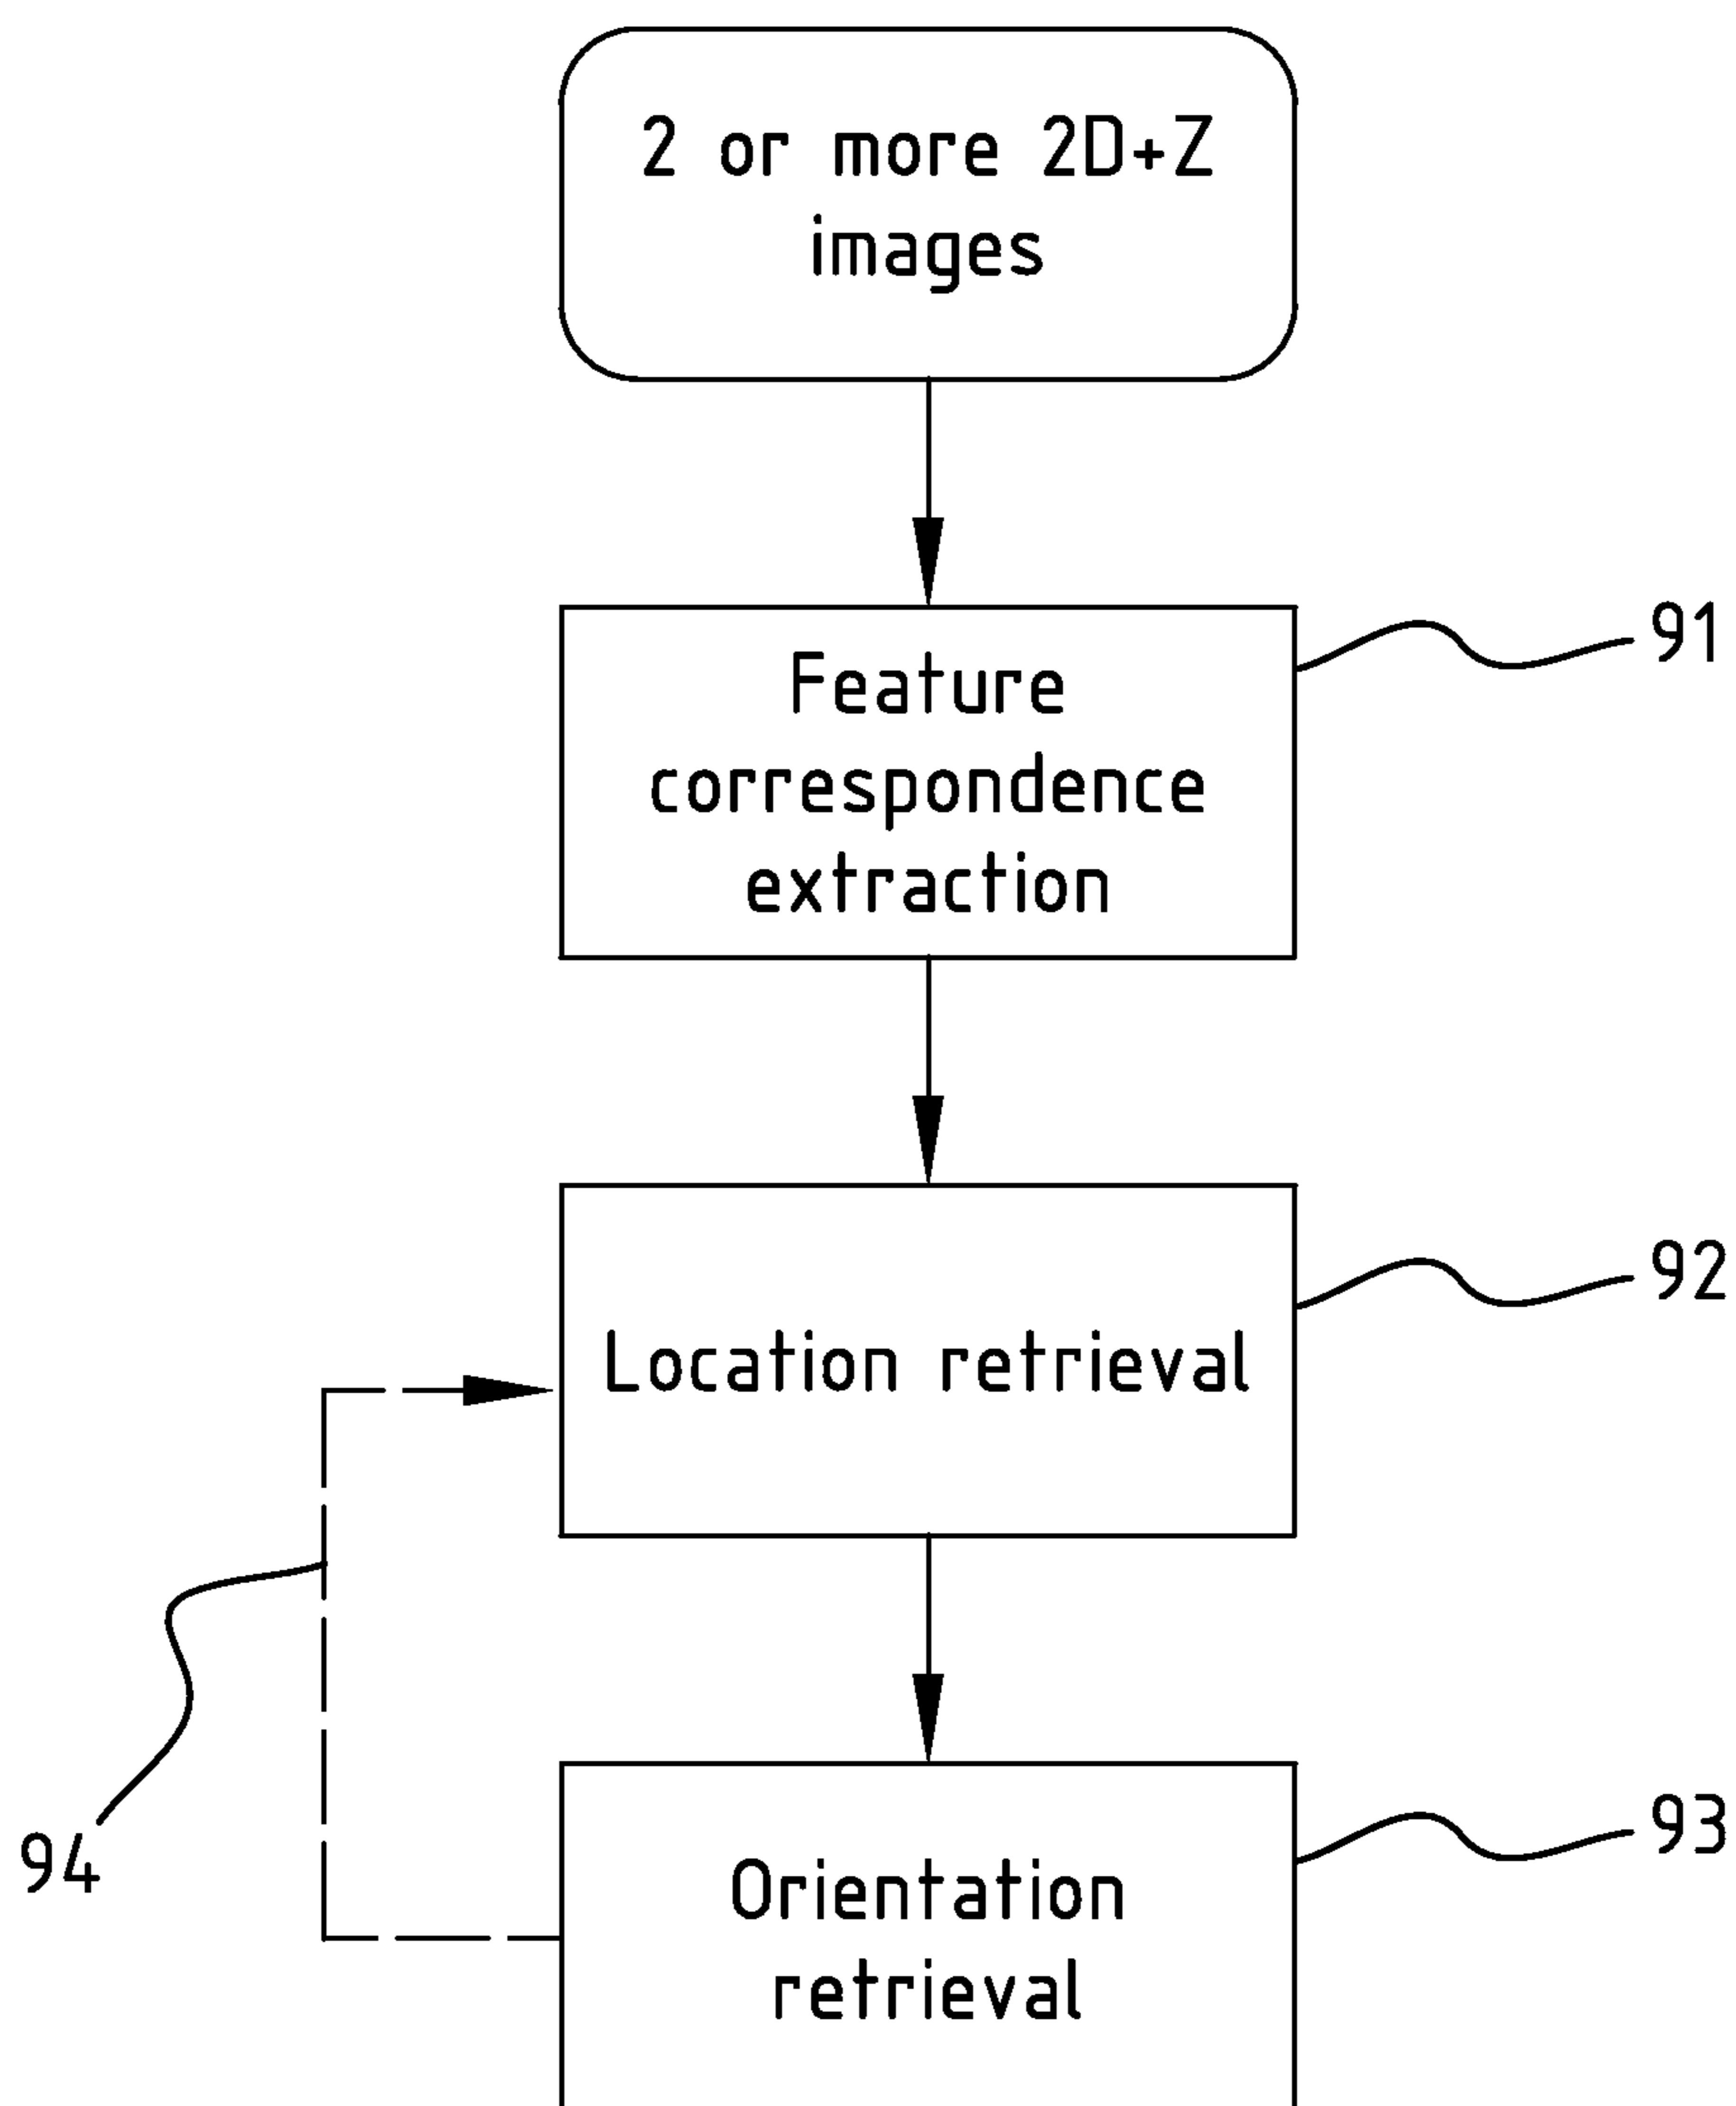 2 or more 2D+Z
images
91
Feature
correspondence
extraction
92
Location retrieval
93
94
Orientation
retrieval